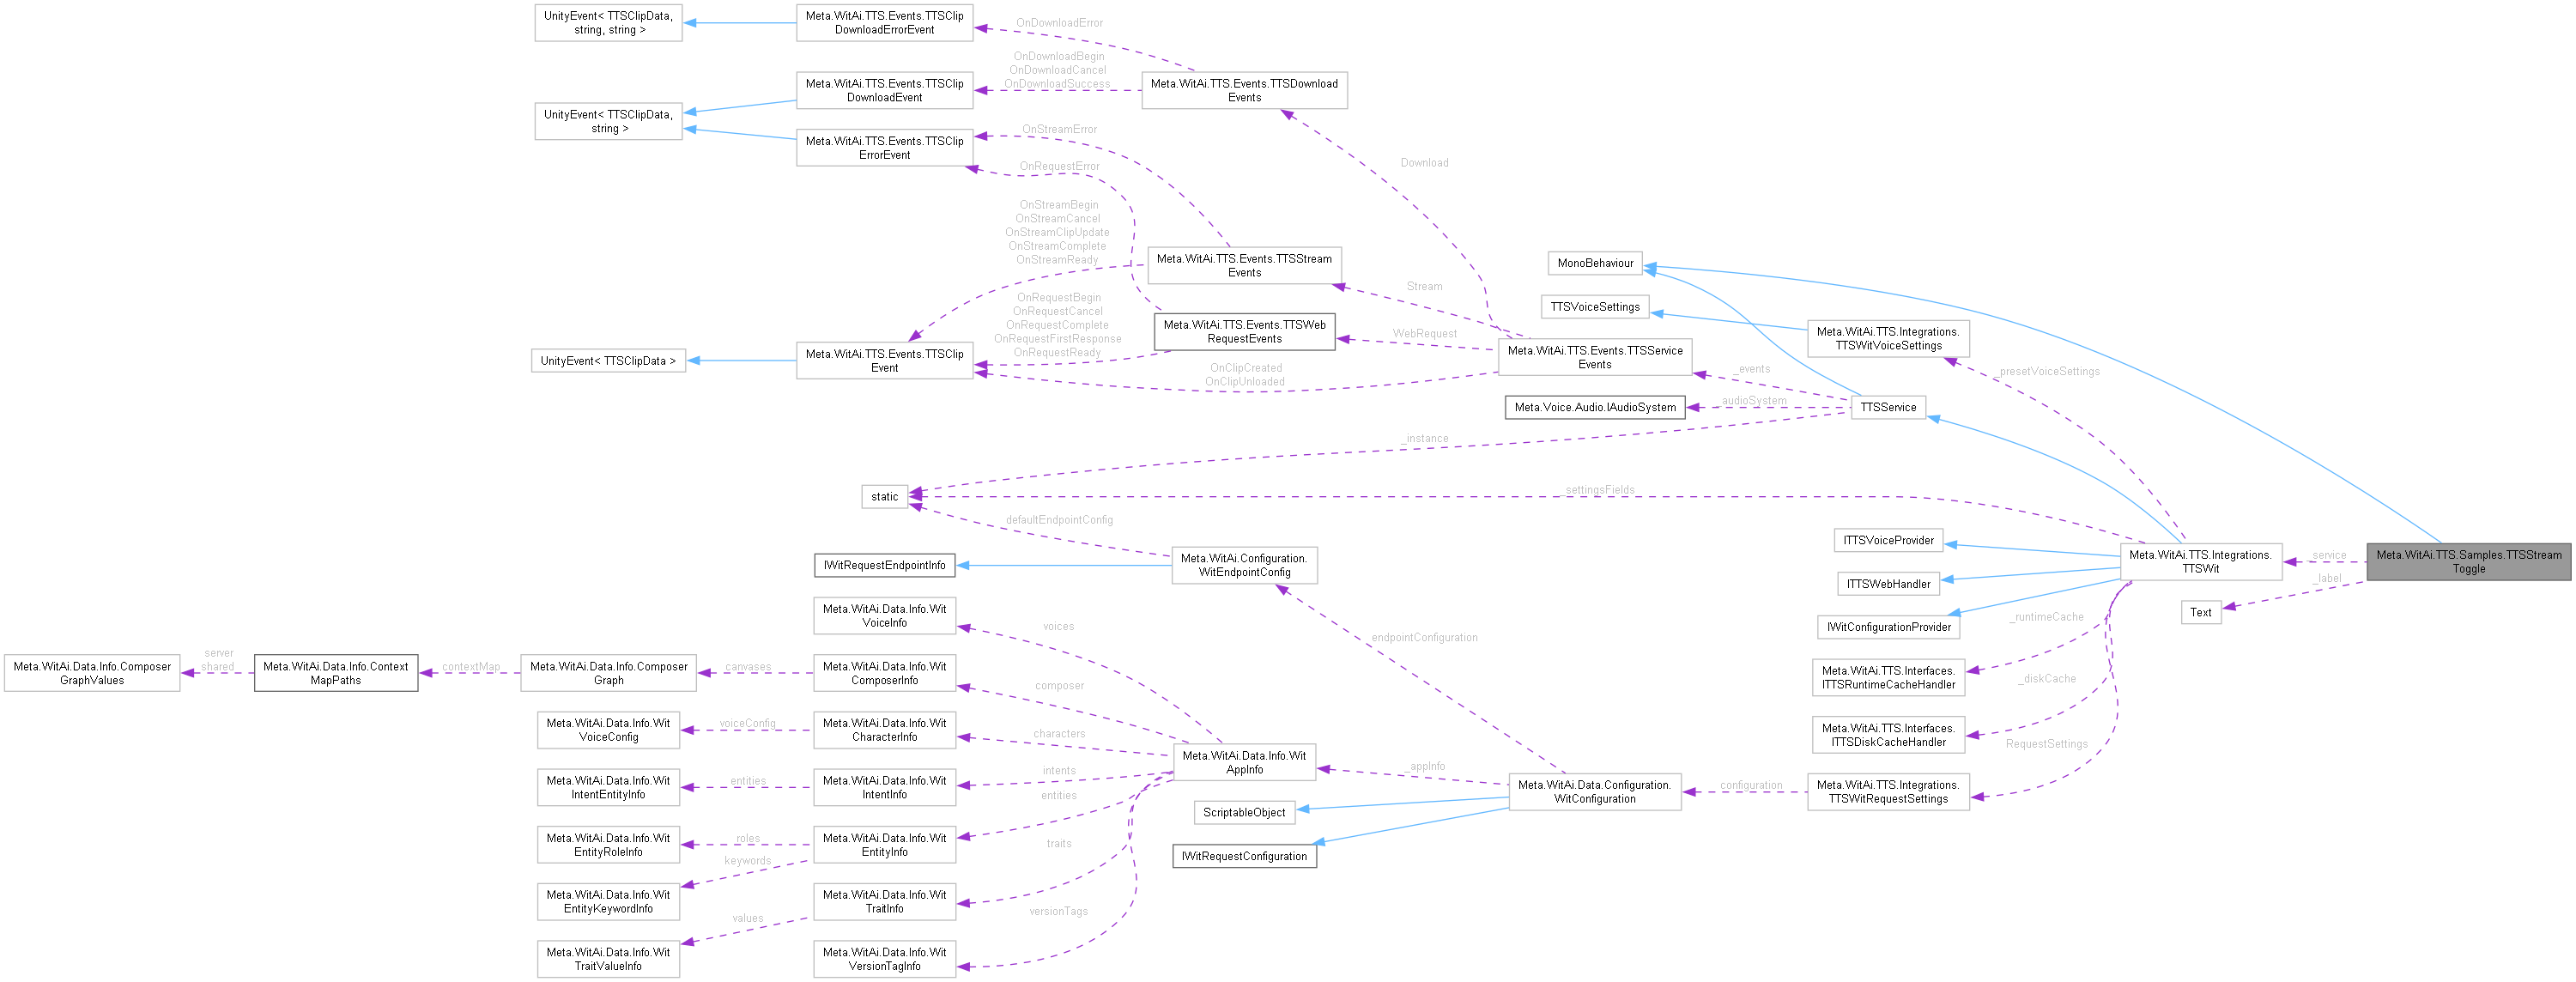 UnityEvent< TTSClipData,
string, string >
Meta.WitAi.TTS.Events.TTSClip
DownloadErrorEvent
OnDownloadError
UnityEvent< TTSClipData,
string >
Meta.WitAi.TTS.Events.TTSClip
DownloadEvent
OnDownloadBegin
OnDownloadCancel
OnDownloadSuccess
Meta.WitAi.TTS.Events.TTSDownload
Events
Meta.WitAi.TTS.Events.TTSClip
ErrorEvent
OnStreamError
OnRequestError
Download
OnStreamBegin
OnStreamCancel
OnStreamClipUpdate
OnStreamComplete
OnStreamReady
Meta.WitAi.TTS.Events.TTSStream
Events
Stream
MonoBehaviour
TTSVoiceSettings
UnityEvent< TTSClipData >
Meta.WitAi.TTS.Events.TTSClip
Event
OnRequestBegin
OnRequestCancel
OnRequestComplete
OnRequestFirstResponse
OnRequestReady
Meta.WitAi.TTS.Events.TTSWeb
RequestEvents
WebRequest
Meta.WitAi.TTS.Events.TTSService
Events
Meta.WitAi.TTS.Integrations.
TTSWitVoiceSettings
OnClipCreated
OnClipUnloaded
_events
_presetVoiceSettings
Meta.Voice.Audio.IAudioSystem
_audioSystem
TTSService
_instance
static
_settingsFields
defaultEndpointConfig
IWitRequestEndpointInfo
Meta.WitAi.Configuration.
WitEndpointConfig
ITTSVoiceProvider
ITTSWebHandler
IWitConfigurationProvider
Meta.WitAi.TTS.Integrations.
TTSWit
_service
_label
Meta.WitAi.TTS.Samples.TTSStream
Toggle
Text
Meta.WitAi.Data.Info.Wit
VoiceInfo
voices
endpointConfiguration
_runtimeCache
Meta.WitAi.Data.Info.Composer
GraphValues
server
shared
Meta.WitAi.Data.Info.Context
MapPaths
contextMap
Meta.WitAi.Data.Info.Composer
Graph
canvases
Meta.WitAi.Data.Info.Wit
ComposerInfo
composer
Meta.WitAi.TTS.Interfaces.
ITTSRuntimeCacheHandler
_diskCache
Meta.WitAi.Data.Info.Wit
VoiceConfig
voiceConfig
Meta.WitAi.Data.Info.Wit
CharacterInfo
characters
Meta.WitAi.TTS.Interfaces.
ITTSDiskCacheHandler
RequestSettings
Meta.WitAi.Data.Info.Wit
AppInfo
_appInfo
Meta.WitAi.Data.Info.Wit
IntentEntityInfo
entities
Meta.WitAi.Data.Info.Wit
IntentInfo
intents
entities
Meta.WitAi.Data.Configuration.
WitConfiguration
configuration
Meta.WitAi.TTS.Integrations.
TTSWitRequestSettings
ScriptableObject
IWitRequestConfiguration
Meta.WitAi.Data.Info.Wit
EntityRoleInfo
roles
keywords
Meta.WitAi.Data.Info.Wit
EntityInfo
traits
Meta.WitAi.Data.Info.Wit
EntityKeywordInfo
values
Meta.WitAi.Data.Info.Wit
TraitInfo
versionTags
Meta.WitAi.Data.Info.Wit
TraitValueInfo
Meta.WitAi.Data.Info.Wit
VersionTagInfo